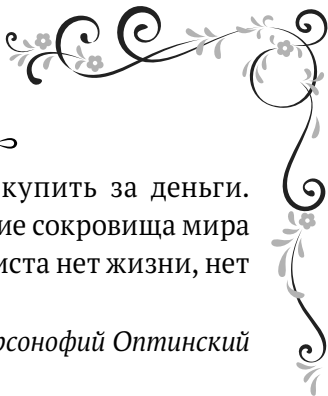 купить за деньги.
ие сокровища мира
иста нет жизни, нет
рсонофий Оптинский